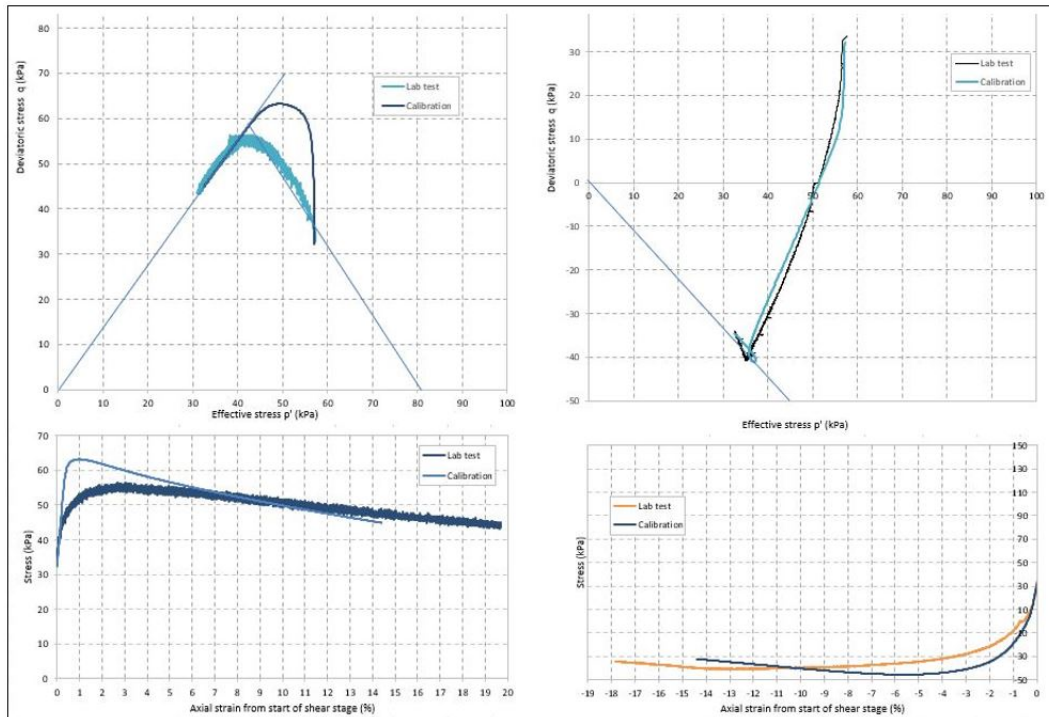 80
70
60
50
40
30
20
10
0
Deviatoric stress q (kPa)
Lab test
Calibration
0 10 20 30 40 50 60 70 80 90 100
Effective stress p' (kPa)
30
20
10
0
-10
-20
-30
-40
-50
Deviatoric stress q (kPa)
Lab test
Calibration
0 10 20 30 40 50 60 70 80 90 100
Effective stress p' (kPa)
70
60
50
40
30
20
10
0
Stress (kPa)
Lab test
Calibration
0 1 2 3 4 5 6 7 8 9 10 11 12 13 14 15 16 17 18 19 20
Axial strain from start of shear stage (%)
150
130
110
90
70
50
30
10
-10
-30
-50
Stress (kPa)
Lab test
Calibration
-19 -18 -17 -16 -15 -14 -13 -12 -11 -10 -9 -8 -7 -6 -5 -4 -3 -2 -1 0
Axial strain from start of shear stage (%)